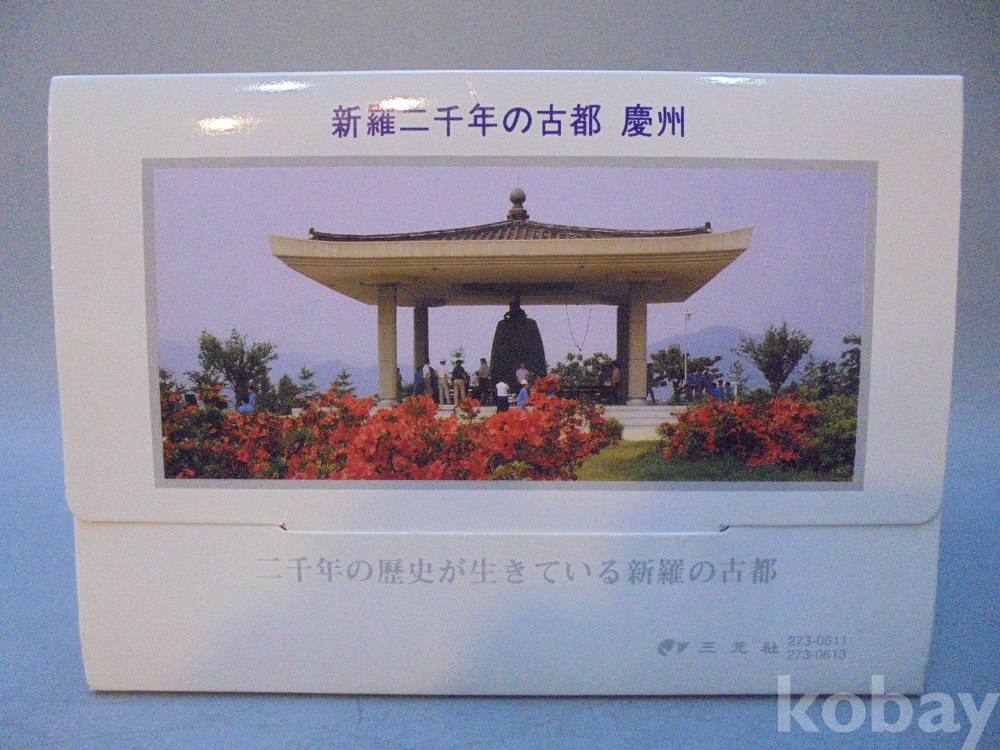 新羅二千年の古都 慶州
二千年の歴史が生きている新羅の古都
三元社 273-0611
273-0613
kobay